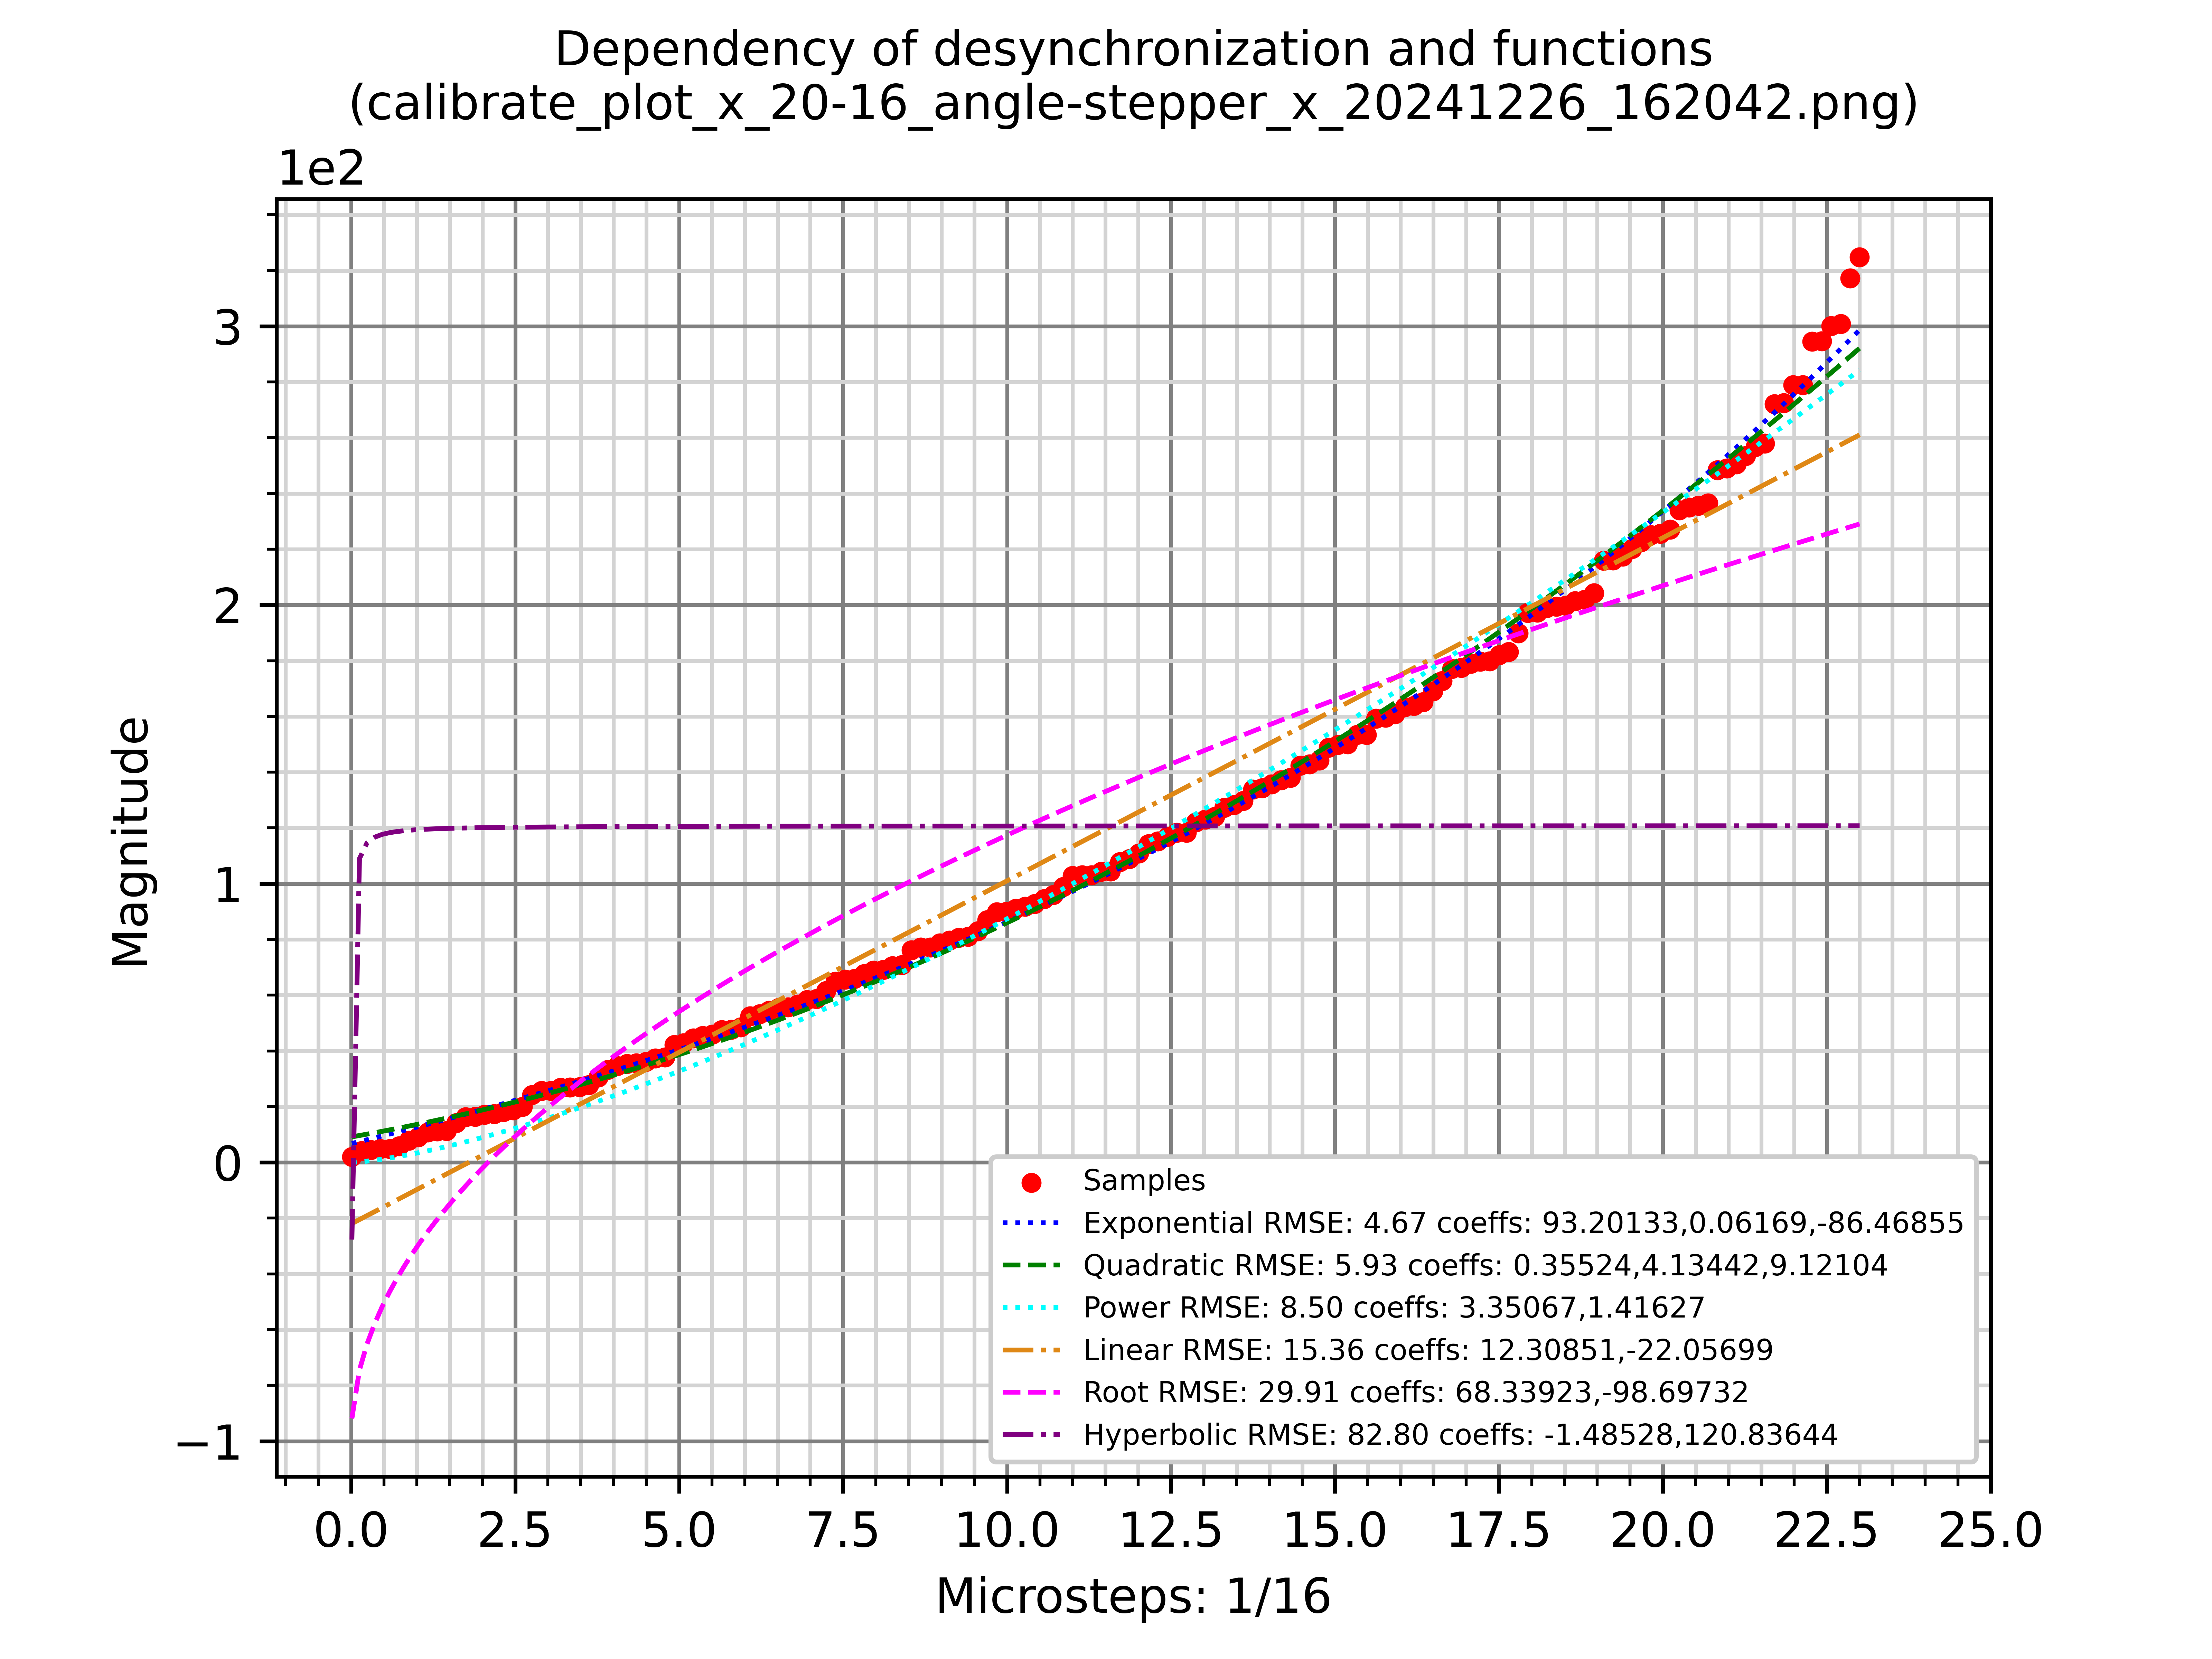 Dependency of desynchronization and functions
(calibrate_plot_x_20-16_angle-stepper_x_20241226_162042.png)
1e2
3
2
1
0
−1
Magnitude
Samples
Exponential RMSE: 4.67 coeffs: 93.20133,0.06169,-86.46855
Quadratic RMSE: 5.93 coeffs: 0.35524,4.13442,9.12104
Power RMSE: 8.50 coeffs: 3.35067,1.41627
Linear RMSE: 15.36 coeffs: 12.30851,-22.05699
Root RMSE: 29.91 coeffs: 68.33923,-98.69732
Hyperbolic RMSE: 82.80 coeffs: -1.48528,120.83644
0.0 2.5 5.0 7.5 10.0 12.5 15.0 17.5 20.0 22.5 25.0
Microsteps: 1/16